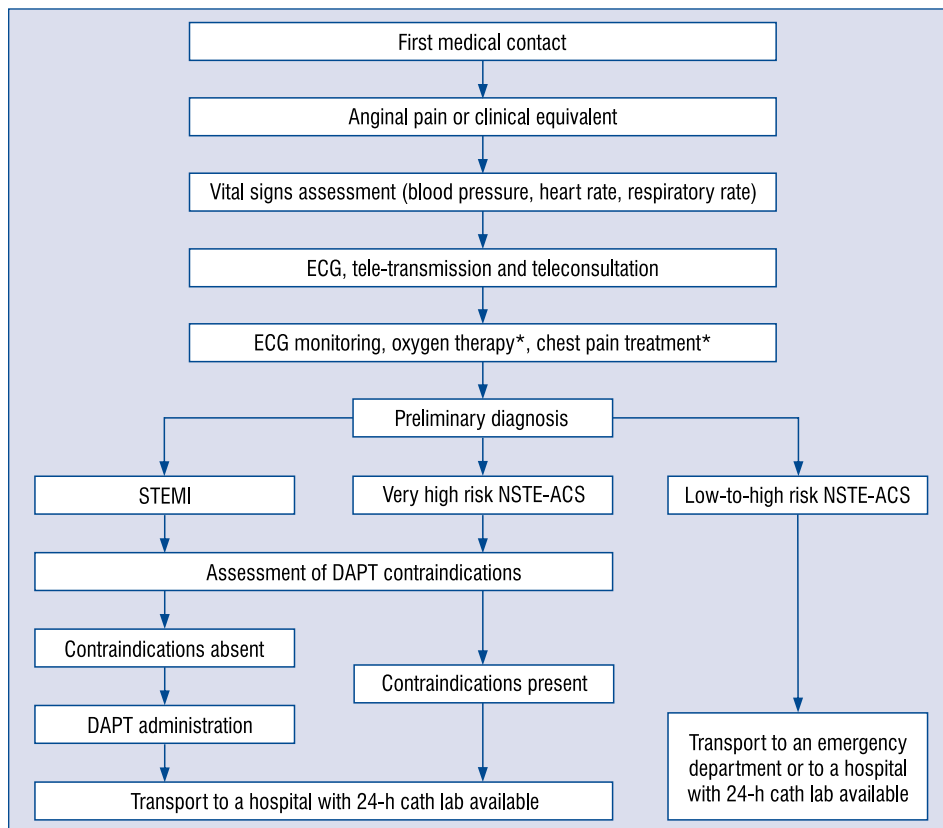 First medical contact
Anginal pain or clinical equivalent
Vital signs assessment (blood pressure, heart rate, respiratory rate)
ECG, tele-transmission and teleconsultation
ECG monitoring, oxygen therapy*, chest pain treatment*
Preliminary diagnosis
STEMI
Very high risk NSTE-ACS
Low-to-high risk NSTE-ACS
Assessment of DAPT contraindications
Contraindications absent
Contraindications present
DAPT administration
Transport to an emergency
department or to a hospital
with 24-h cath lab available
Transport to a hospital with 24-h cath lab available